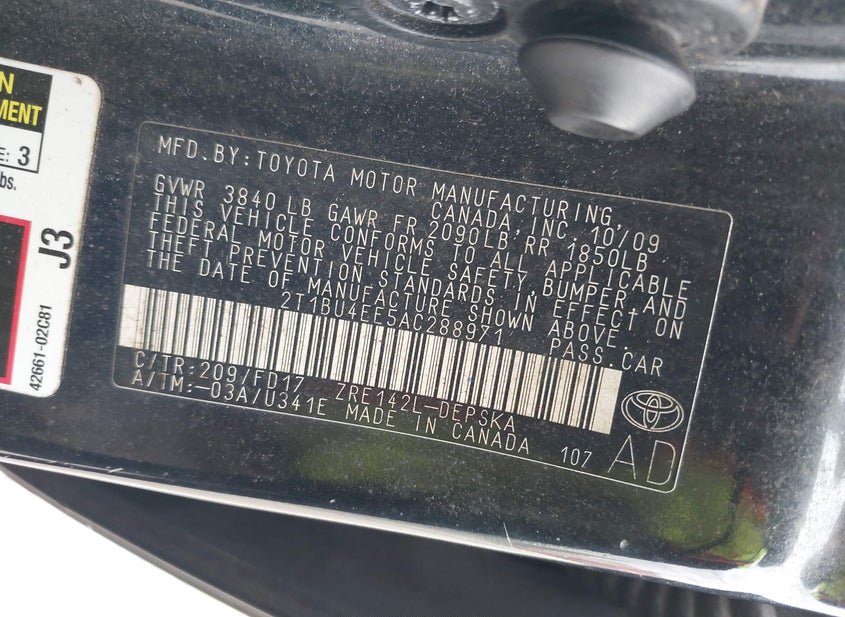 N
MENT
E: 3
bs.
J3
42661-02C81
MFD.BY:TOYOTA MOTOR MANUFACTURING,
CANADA, INC. 10/09
GVWR 3840 LB GAWR FR 2090LB RR 1850LB
THIS VEHICLE CONFORMS TO ALL APPLICABLE
FEDERAL MOTOR VEHICLE SAFETY, BUMPER, AND
THEFT PREVENTION STANDARDS IN EFFECT ON
THE DATE OF MANUFACTURE SHOWN ABOVE.
2T1BU4EE5AC288971 PASS.CAR
C/TR:209/FD17 ZRE142L-DEPSKA
A/TM:-03A/U341E MADE IN CANADA 107
AD